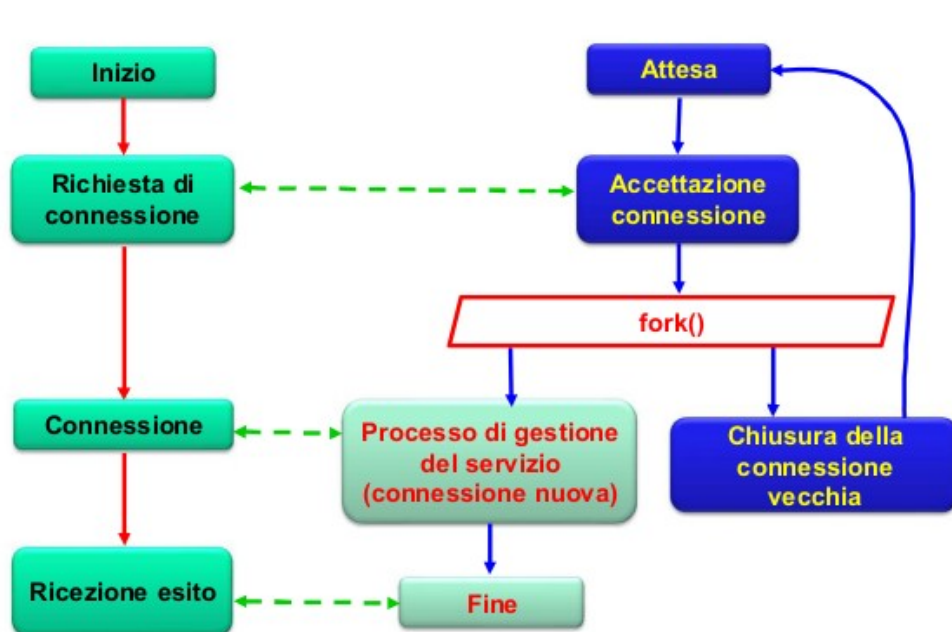 Inizio
Attesa
Richiesta di
connessione
Accettazione
connessione
fork()
Connessione
Processo di gestione
del servizio
(connessione nuova)
Chiusura della
connessione
vecchia
Ricezione esito
Fine